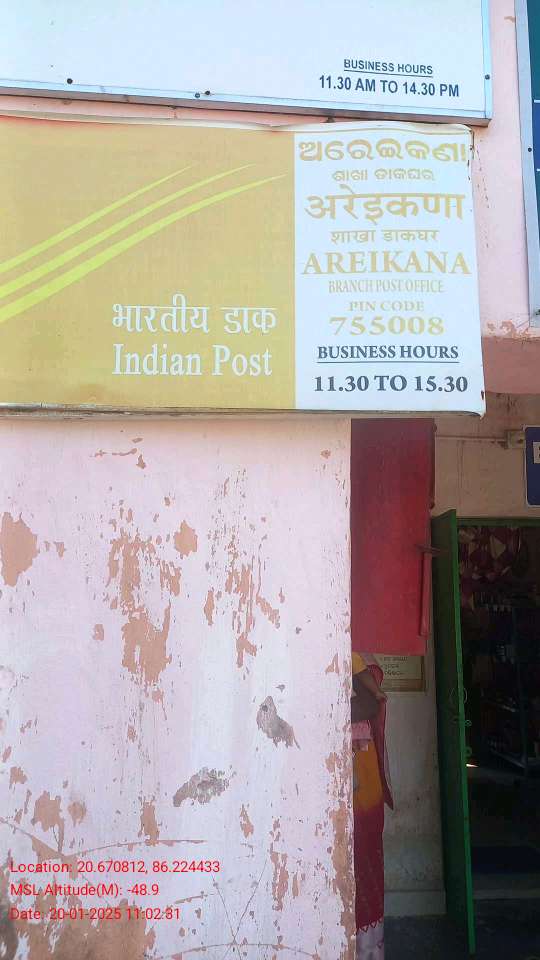 BUSINESS HOURS
11.30 AM TO 14.30 PM
ଅରେଇକଣା
ଶାଖା ଡାକଘର
अरेइकणा
शाखा डाकघर
AREIKANA
BRANCH POST OFFICE
PIN CODE
755008
BUSINESS HOURS
11.30 TO 15.30
भारतीय डाक
Indian Post
Location: 20.670812, 86.224433
MSL Altitude(M): -48.9
Date: 20-01-2025 11:02:31